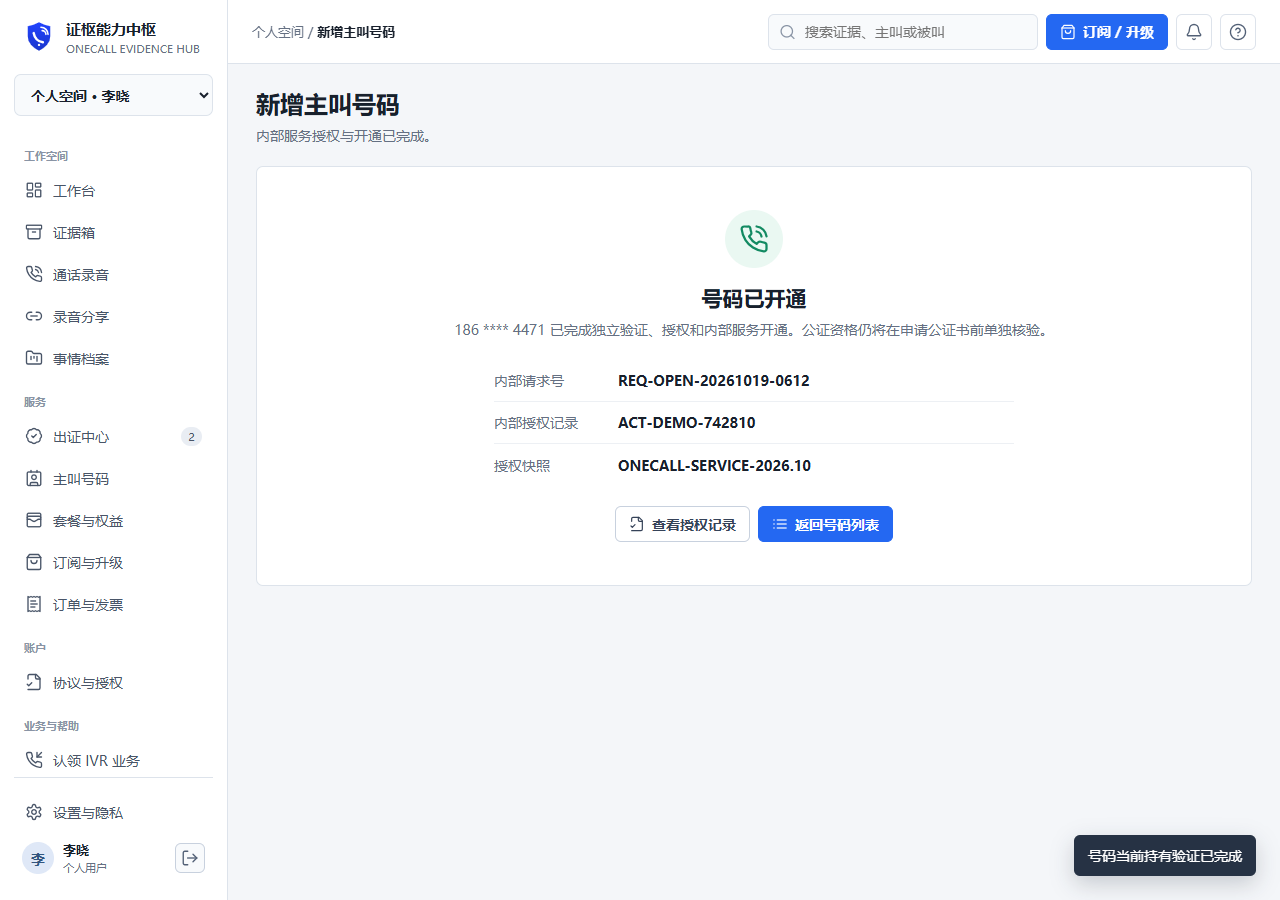 证枢能力中枢
ONECALL EVIDENCE HUB
个人空间 • 李晓
工作空间
工作台
证据箱
通话录音
录音分享
事情档案
服务
出证中心 2
主叫号码
套餐与权益
订阅与升级
订单与发票
账户
协议与授权
业务与帮助
认领 IVR 业务
设置与隐私
李
李晓
个人用户
个人空间 / 新增主叫号码
搜索证据、主叫或被叫
订阅 / 升级
新增主叫号码
内部服务授权与开通已完成。
号码已开通
186 **** 4471 已完成独立验证、授权和内部服务开通。公证资格仍将在申请公证书前单独核验。
内部请求号 REQ-OPEN-20261019-0612
内部授权记录 ACT-DEMO-742810
授权快照 ONECALL-SERVICE-2026.10
查看授权记录
返回号码列表
号码当前持有验证已完成